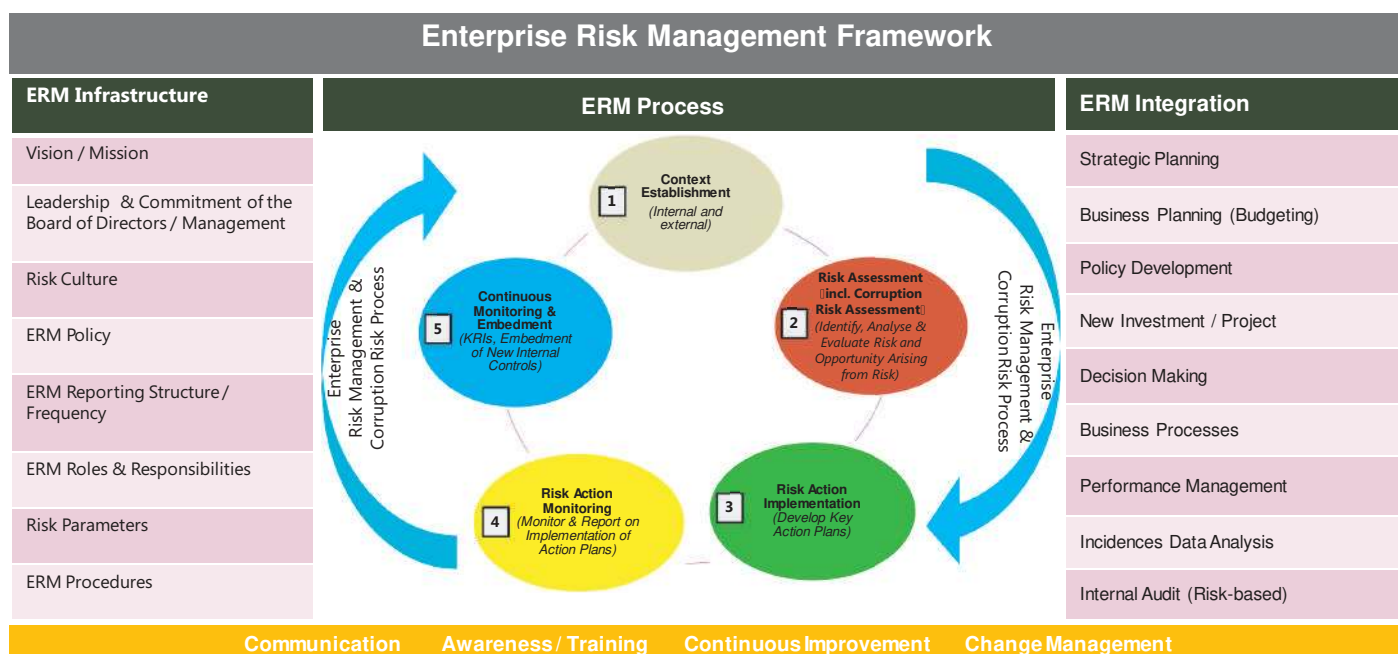 Enterprise Risk Management Framework
ERM Infrastructure
Vision / Mission
Leadership & Commitment of the
Board of Directors / Management
Risk Culture
ERM Policy
ERM Reporting Structure /
Frequency
ERM Roles & Responsibilities
Risk Parameters
ERM Procedures
ERM Process
Enterprise
Risk Management &
Corruption Risk Process
1
Context
Establishment
(Internal and
external)
2
Risk Assessment
▯incl. Corruption
Risk Assessment▯
(Identify, Analyse &
Evaluate Risk and
Opportunity Arising
from Risk)
3
Risk Action
Implementation
(Develop Key
Action Plans)
4
Risk Action
Monitoring
(Monitor & Report on
Implementation of
Action Plans)
5
Continuous
Monitoring &
Embedment
(KRIs, Embedment
of New Internal
Controls)
Enterprise
Risk Management &
Corruption Risk Process
ERM Integration
Strategic Planning
Business Planning (Budgeting)
Policy Development
New Investment / Project
Decision Making
Business Processes
Performance Management
Incidences Data Analysis
Internal Audit (Risk-based)
Communication Awareness / Training Continuous Improvement Change Management